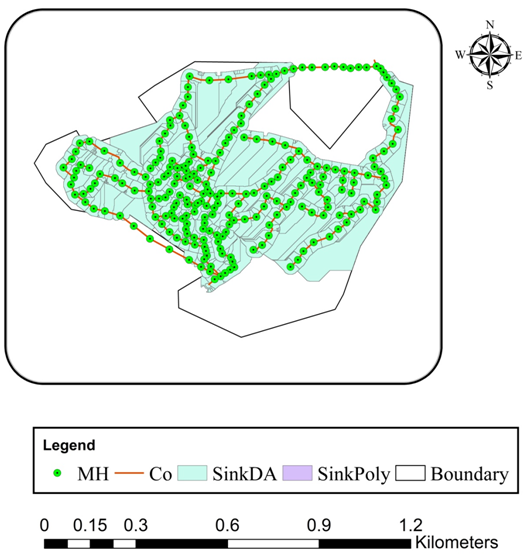 N
W E
S
Legend
MH Co SinkDA SinkPoly Boundary
0 0.15 0.3 0.6 0.9 1.2
Kilometers